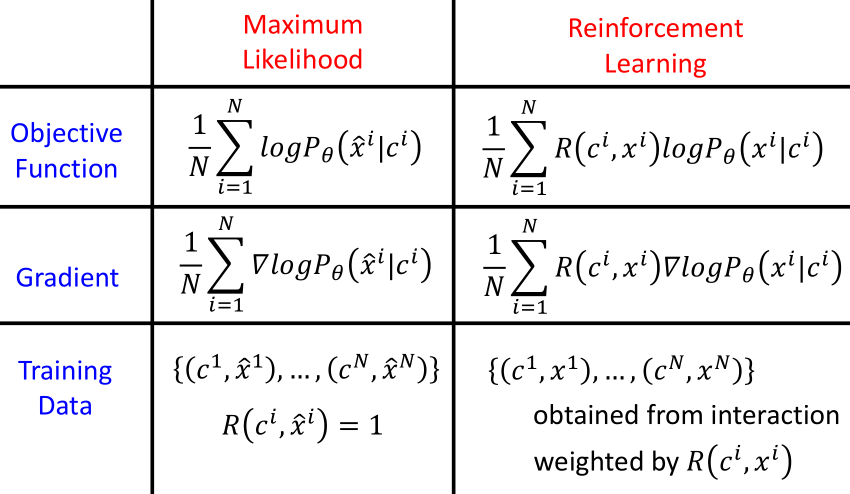 Maximum
Likelihood
Reinforcement
Learning
Objective
Function
$\frac{1}{N}\sum_{i=1}^{N} logP_\theta(\hat{x}^i|c^i)$
$\frac{1}{N}\sum_{i=1}^{N} R(c^i, x^i)logP_\theta(x^i|c^i)$
Gradient
$\frac{1}{N}\sum_{i=1}^{N} \nabla logP_\theta(\hat{x}^i|c^i)$
$\frac{1}{N}\sum_{i=1}^{N} R(c^i, x^i)\nabla logP_\theta(x^i|c^i)$
Training
Data
$\{(c^1, \hat{x}^1), \ldots, (c^N, \hat{x}^N)\}$
$R(c^i, \hat{x}^i) = 1$
$\{(c^1, x^1), \ldots, (c^N, x^N)\}$
obtained from interaction
weighted by $R(c^i, x^i)$